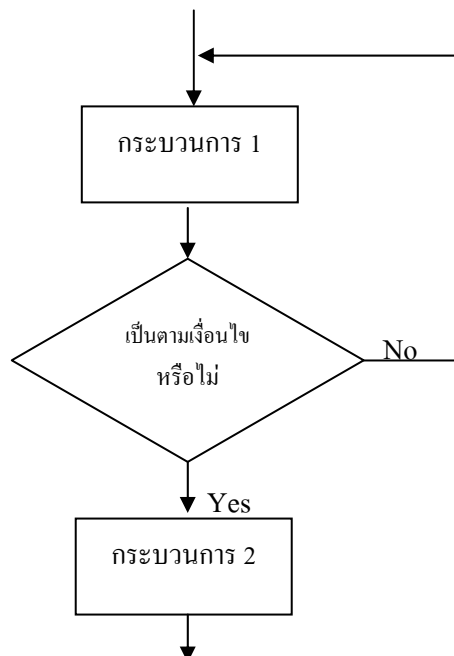 กระบวนการ 1
เป็นตามเงื่อนไข
หรือไม่
No
Yes
กระบวนการ 2